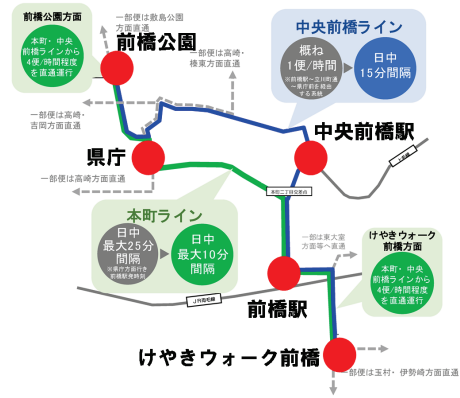 前橋公園方面
本町・中央
前橋ラインから
4便/時間程度
を直通運行
一部便は敷島公園
方面直通
前橋公園
一部便は高崎・
榛東方面直通
中央前橋ライン
概ね
1便/時間
※前橋駅～立川町通
～県庁前を経由
する系統
日中
15分間隔
一部便は高崎・
吉岡方面直通
県庁
中央前橋駅
上毛線
一部便は高崎方面直通
本町二丁目交差点
本町ライン
日中
最大25分
間隔
※県庁方面行き
前橋駅発時刻
日中
最大10分
間隔
一部は東大室
方面等へ直通
けやきウォーク
前橋方面
本町・中央
前橋ラインから
4便/時間程度
を直通運行
前橋駅
JR両毛線
けやきウォーク前橋
一部便は玉村・伊勢崎方面直通